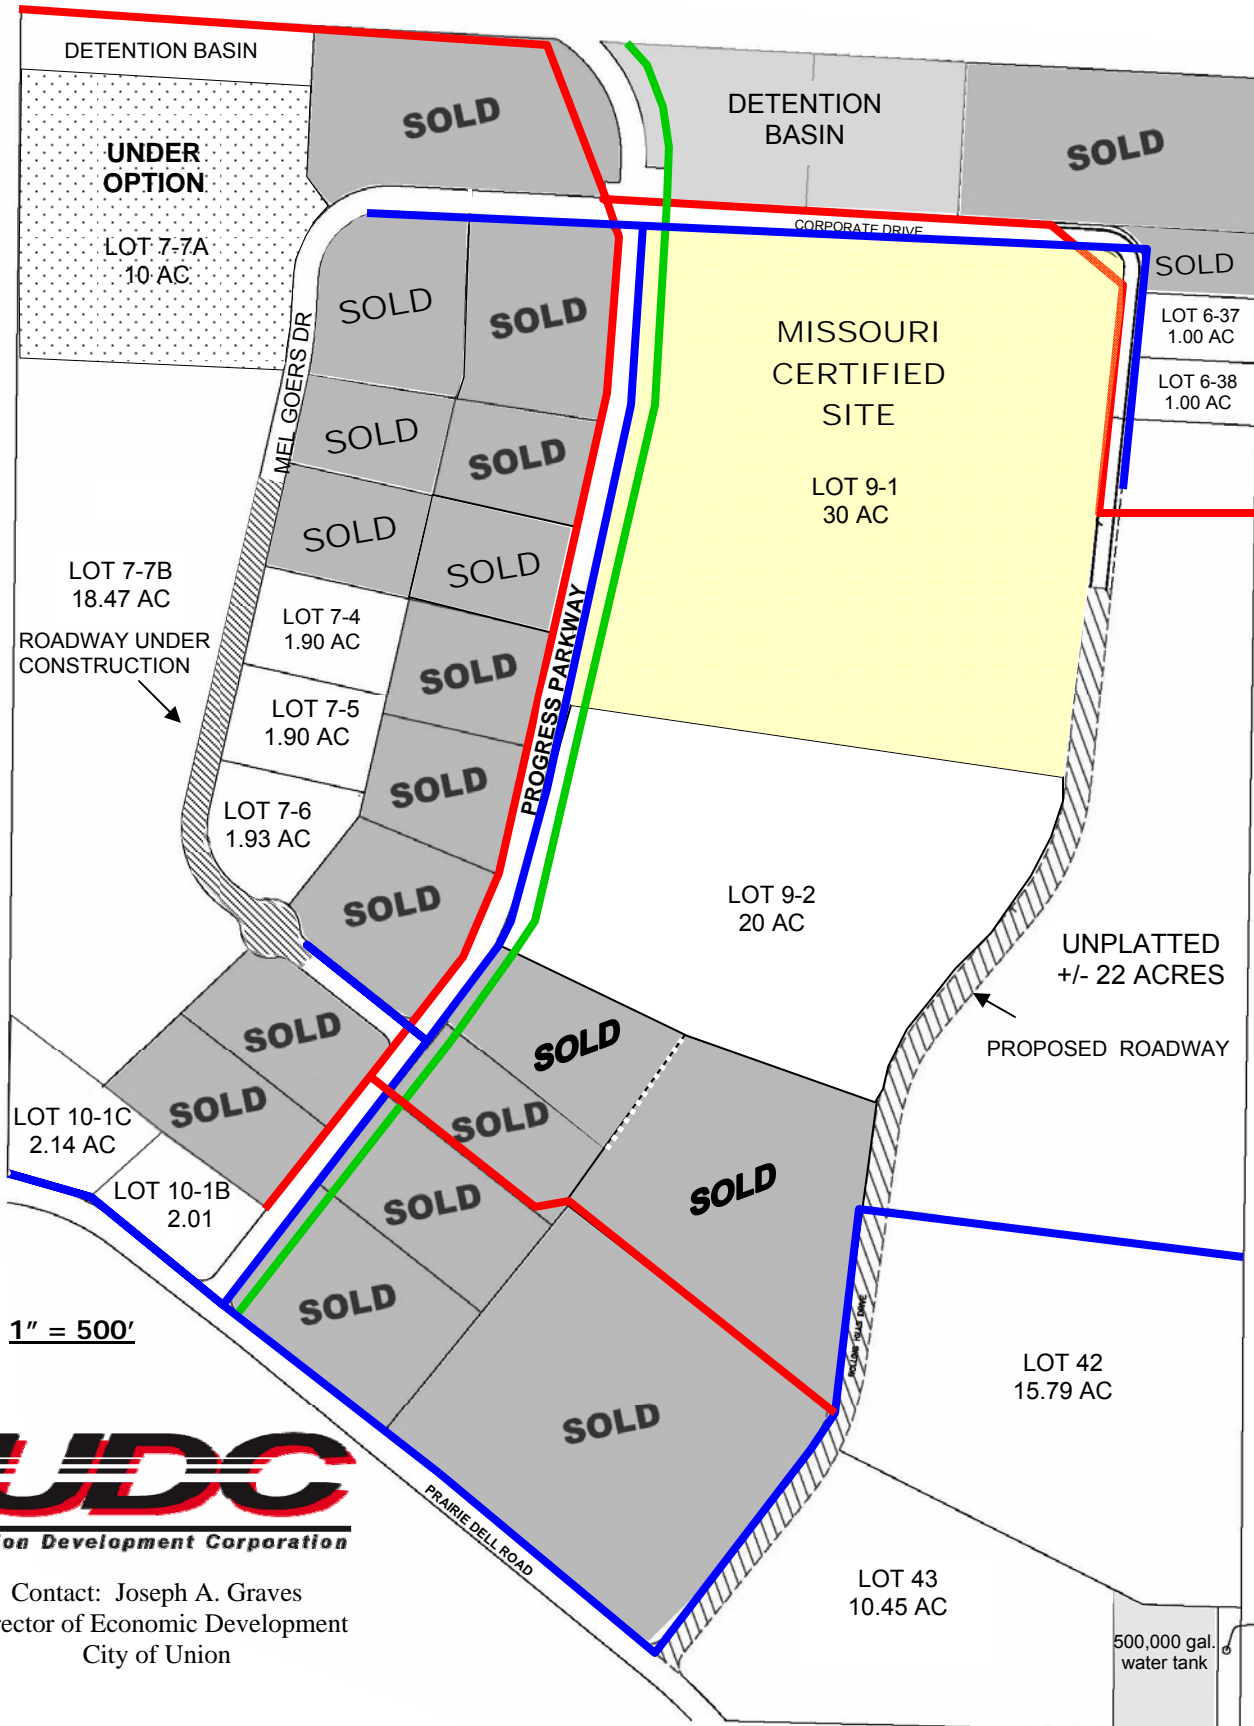 DETENTION BASIN
SOLD
DETENTION
BASIN
SOLD
UNDER
OPTION
LOT 7-7A
10 AC
CORPORATE DRIVE
SOLD
SOLD
SOLD
MISSOURI
CERTIFIED
SITE
LOT 9-1
30 AC
LOT 6-37
1.00 AC
LOT 6-38
1.00 AC
MEL GOERS DR
SOLD
SOLD
SOLD
SOLD
LOT 7-7B
18.47 AC
ROADWAY UNDER
CONSTRUCTION
LOT 7-4
1.90 AC
SOLD
PROGRESS PARKWAY
LOT 7-5
1.90 AC
SOLD
LOT 7-6
1.93 AC
SOLD
LOT 9-2
20 AC
UNPLATTED
+/- 22 ACRES
PROPOSED ROADWAY
SOLD
SOLD
SOLD
SOLD
LOT 10-1C
2.14 AC
LOT 10-1B
2.01
SOLD
SOLD
SOLD
1" = 500'
ROLLING HILLS DRIVE
LOT 42
15.79 AC
SOLD
PRAIRIE DELL ROAD
UDC
on Development Corporation
Contact: Joseph A. Graves
rector of Economic Development
City of Union
LOT 43
10.45 AC
500,000 gal.
water tank